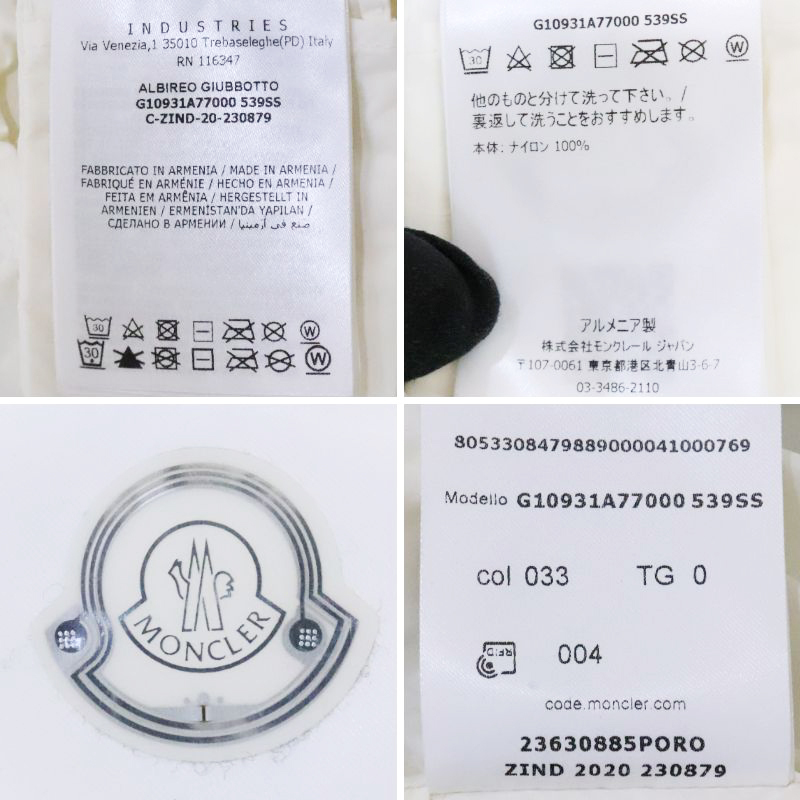 INDUSTRIES
Via Venezia,1 35010 Trebaseleghe(PD) Italy
RN 116347
ALBIREO GIUBBOTTO
G10931A77000 539SS
C-ZIND-20-230879
FABBRICATO IN ARMENIA / MADE IN ARMENIA /
FABRIQUÉ EN ARMÉNIE / HECHO EN ARMENIA /
FEITA EM ARMÊNIA / HERGESTELLT IN
ARMENIEN / ERMENİSTAN'DA YAPILAN /
СДЕЛАНО В АРМЕНИИ / صنع في أرمينيا
30 W
30 W
G10931A77000 539SS
30 W
他のものと分けて洗って下さい。/
裏返して洗うことをおすすめします。
本体: ナイロン 100%
アルメニア製
株式会社モンクレール ジャパン
〒107-0061 東京都港区北青山3-6-7
03-3486-2110
MONCLER
8053308479889000041000769
Modello G10931A77000 539SS
col 033 TG 0
RFID 004
code.moncler.com
23630885PORO
ZIND 2020 230879